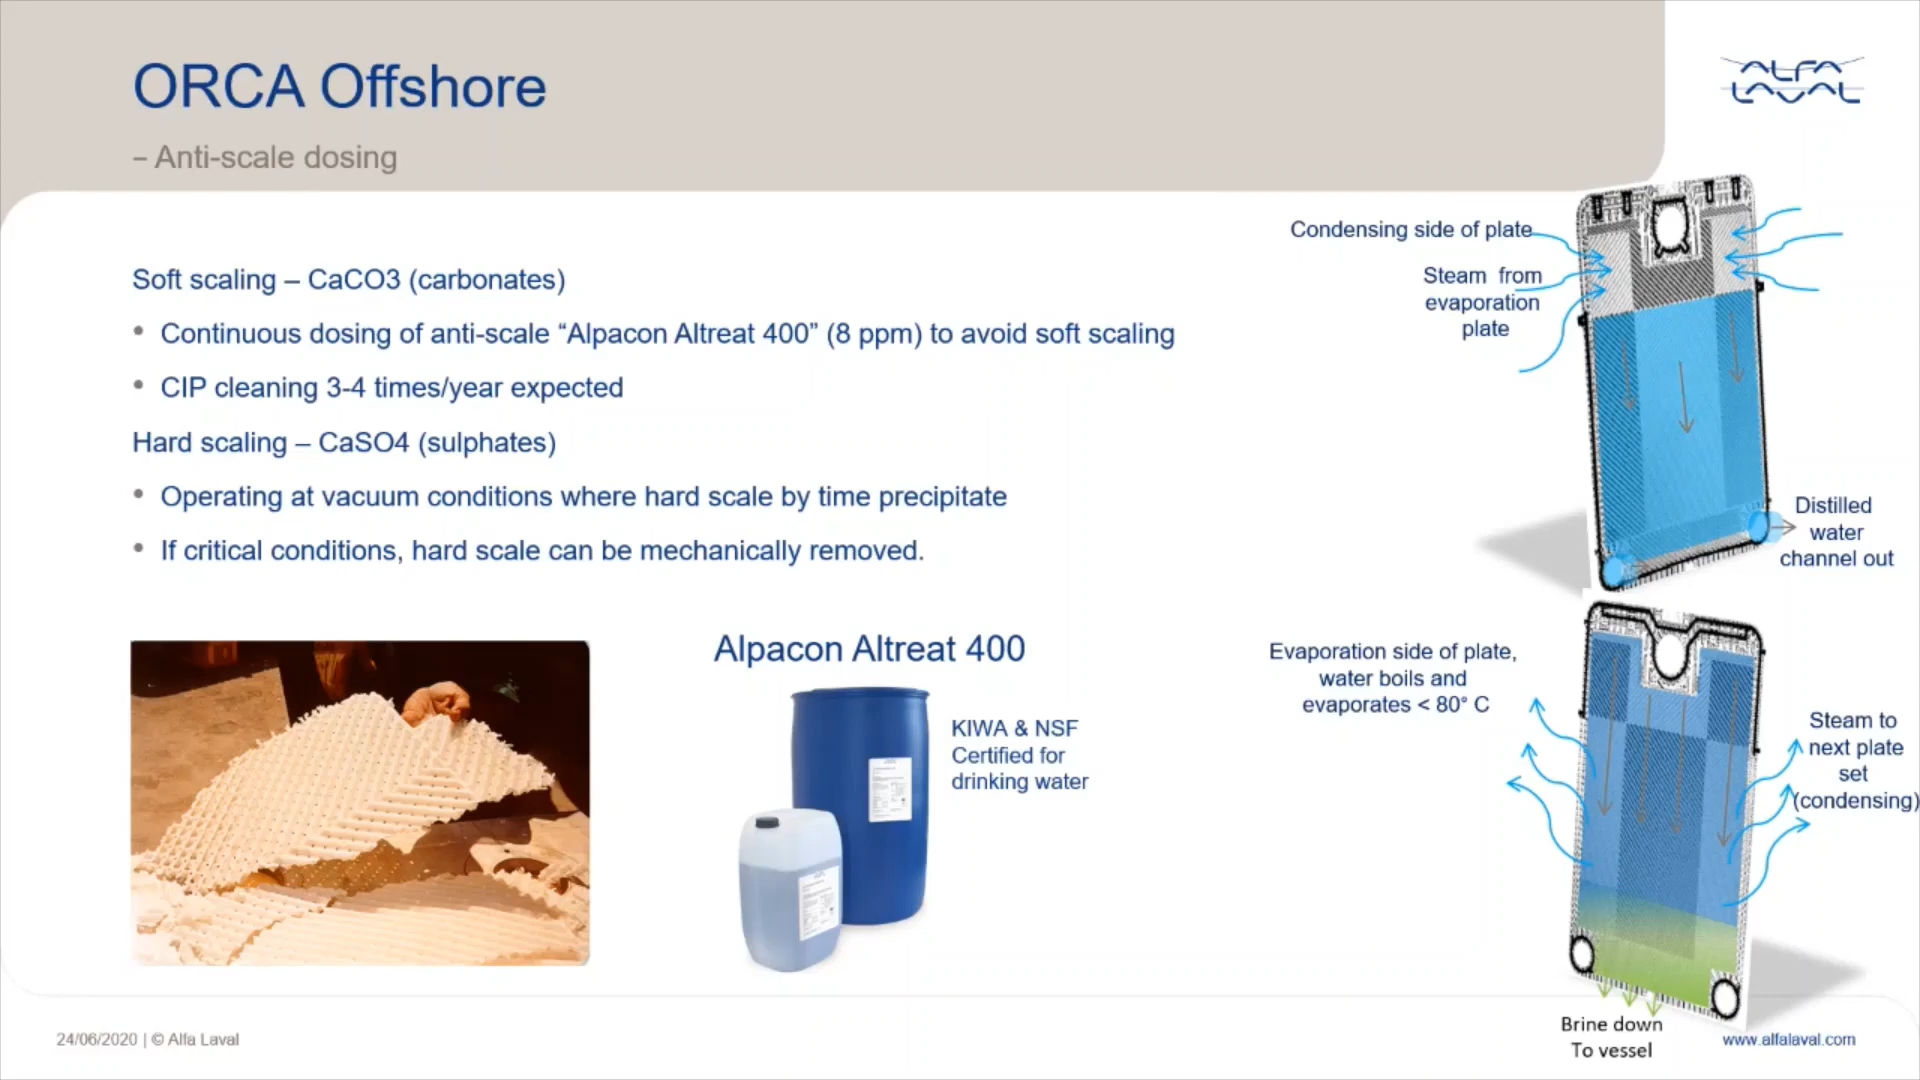 ORCA Offshore
– Anti-scale dosing
ALFA
LAVAL
Soft scaling – CaCO3 (carbonates)
• Continuous dosing of anti-scale “Alpacon Altreat 400” (8 ppm) to avoid soft scaling
• CIP cleaning 3-4 times/year expected
Hard scaling – CaSO4 (sulphates)
• Operating at vacuum conditions where hard scale by time precipitate
• If critical conditions, hard scale can be mechanically removed.
Condensing side of plate
Steam from
evaporation
plate
Distilled
water
channel out
Alpacon Altreat 400
KIWA & NSF
Certified for
drinking water
Evaporation side of plate,
water boils and
evaporates < 80° C
Steam to
next plate
set
(condensing)
Brine down
To vessel
24/06/2020 | © Alfa Laval
www.alfalaval.com